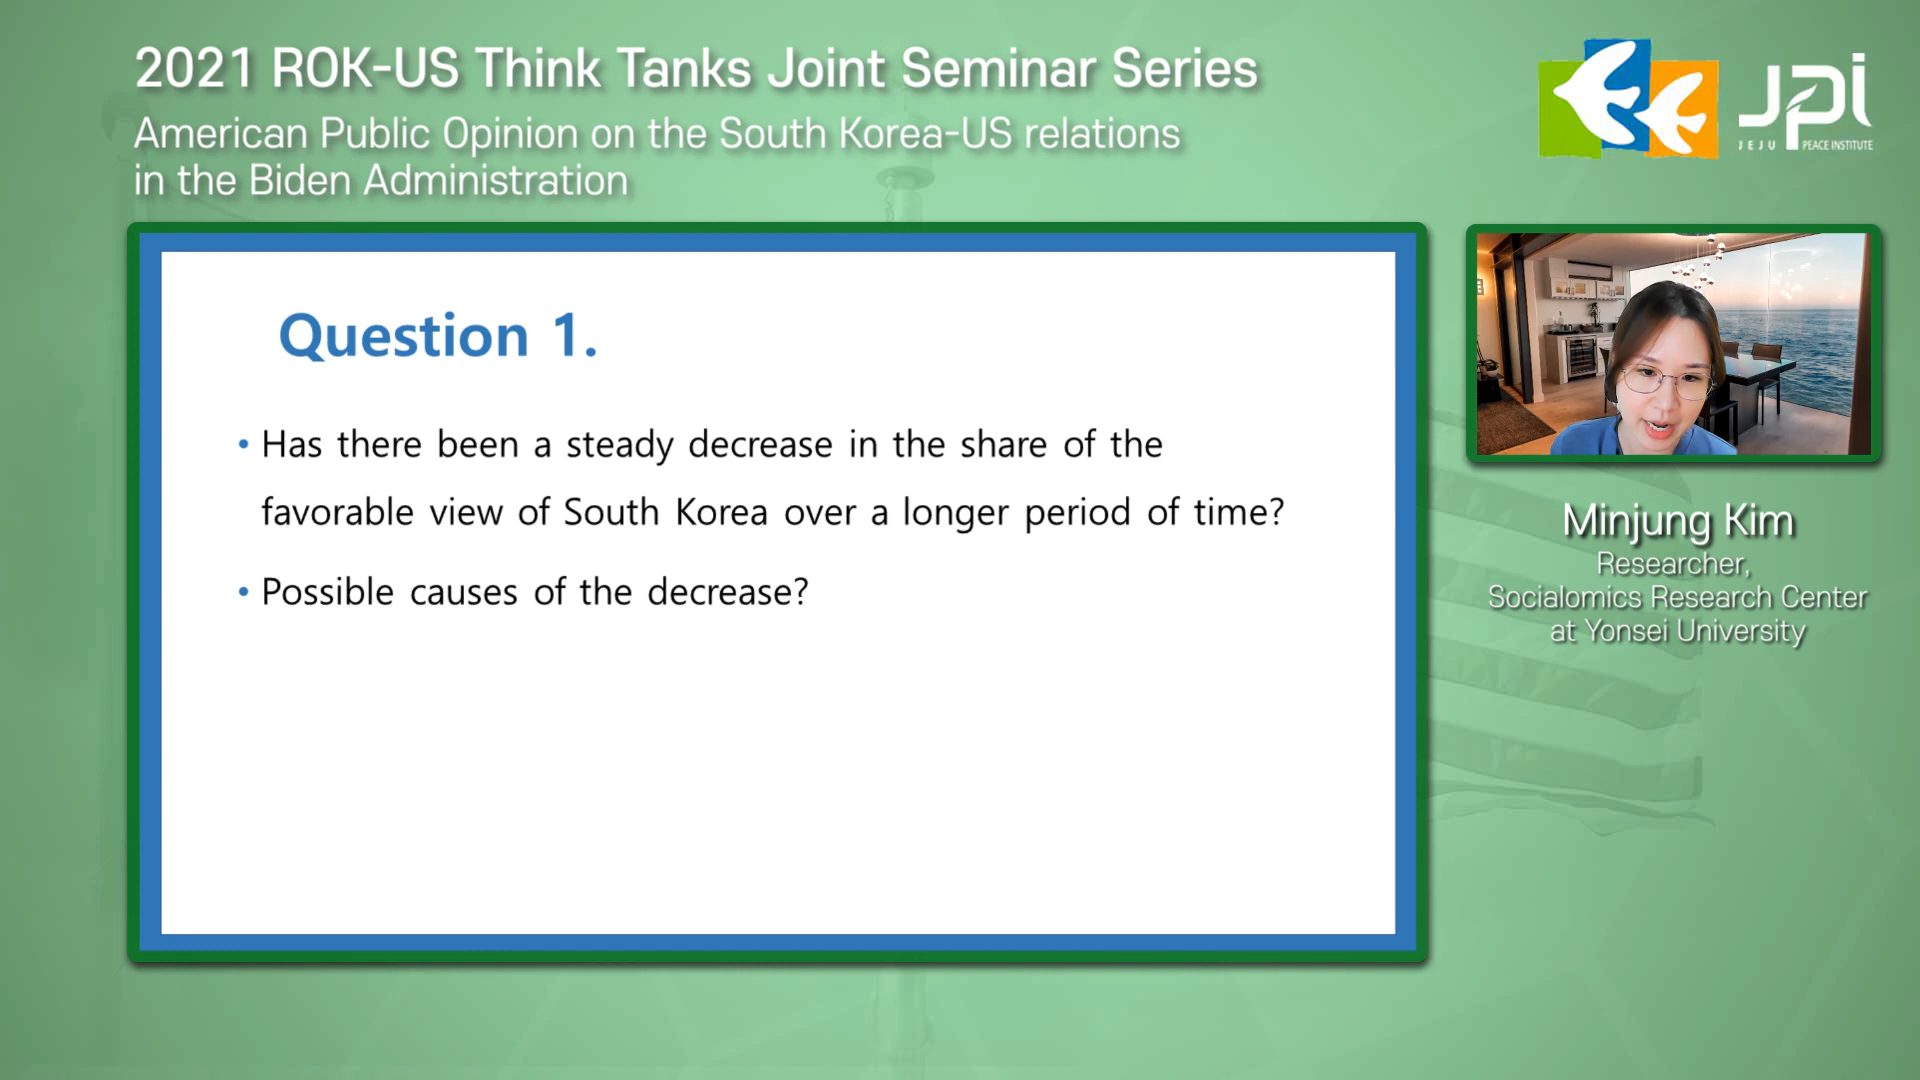 2021 ROK-US Think Tanks Joint Seminar Series
American Public Opinion on the South Korea-US relations
in the Biden Administration
JPI
JEJU PEACE INSTITUTE
Question 1.
• Has there been a steady decrease in the share of the
favorable view of South Korea over a longer period of time?
• Possible causes of the decrease?
Minjung Kim
Researcher,
Socialomics Research Center
at Yonsei University